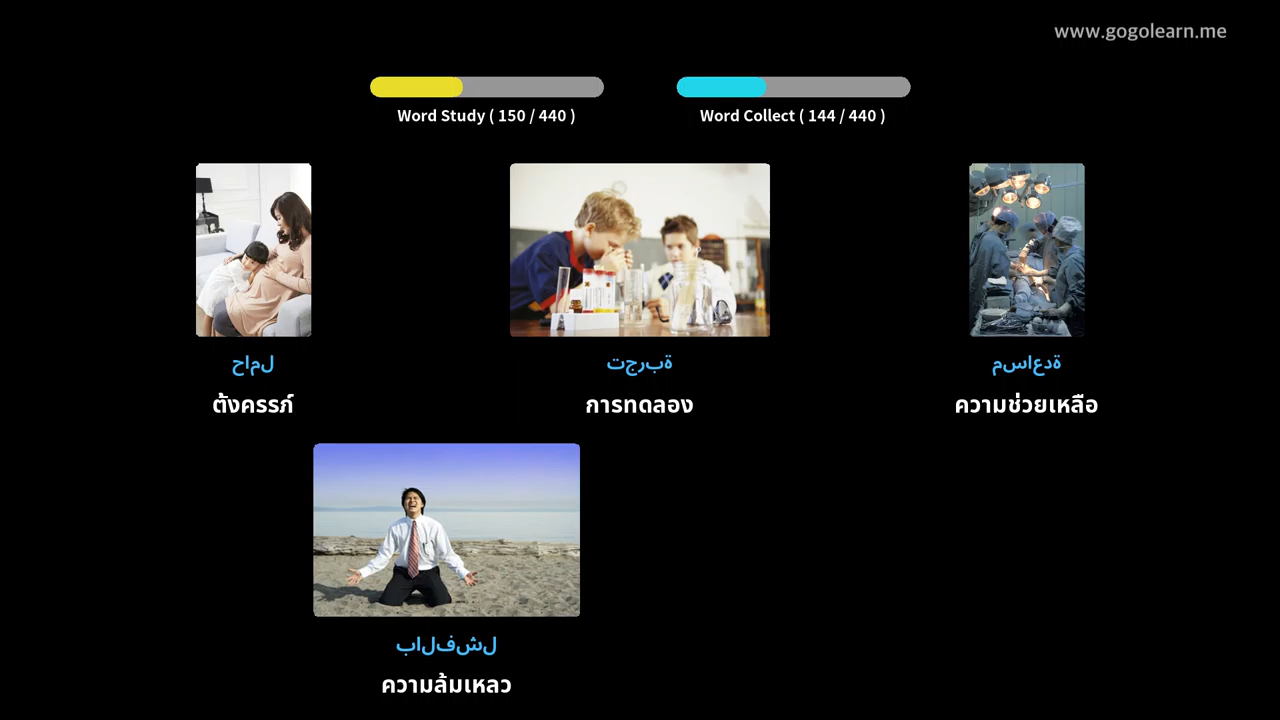 www.gogolearn.me
Word Study ( 150 / 440 )
Word Collect ( 144 / 440 )
حامل
تجربة
مساعدة
ตั้งครรภ์
การทดลอง
ความช่วยเหลือ
بالفشل
ความล้มเหลว